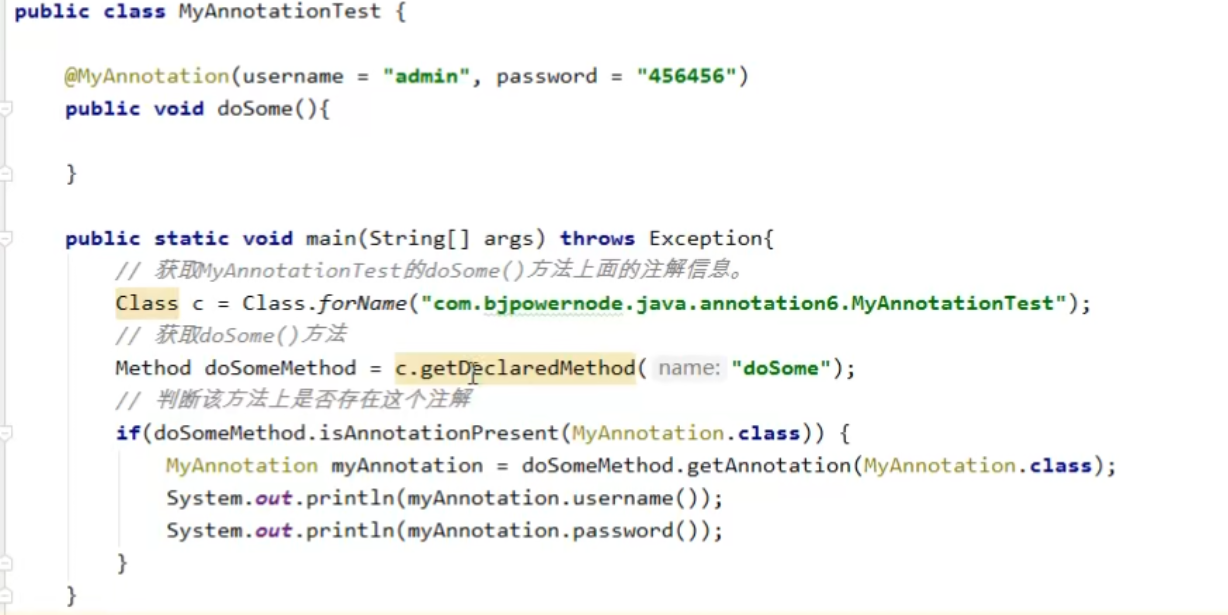 public class MyAnnotationTest {
@MyAnnotation(username = "admin", password = "456456")
public void doSome(){
}
public static void main(String[] args) throws Exception{
// 获取MyAnnotationTest的doSome()方法上面的注解信息。
Class c = Class.forName("com.bjpowernode.java.annotation6.MyAnnotationTest");
// 获取doSome()方法
Method doSomeMethod = c.getDeclaredMethod( name: "doSome");
// 判断该方法上是否存在这个注解
if(doSomeMethod.isAnnotationPresent(MyAnnotation.class)) {
MyAnnotation myAnnotation = doSomeMethod.getAnnotation(MyAnnotation.class);
System.out.println(myAnnotation.username());
System.out.println(myAnnotation.password());
}
}